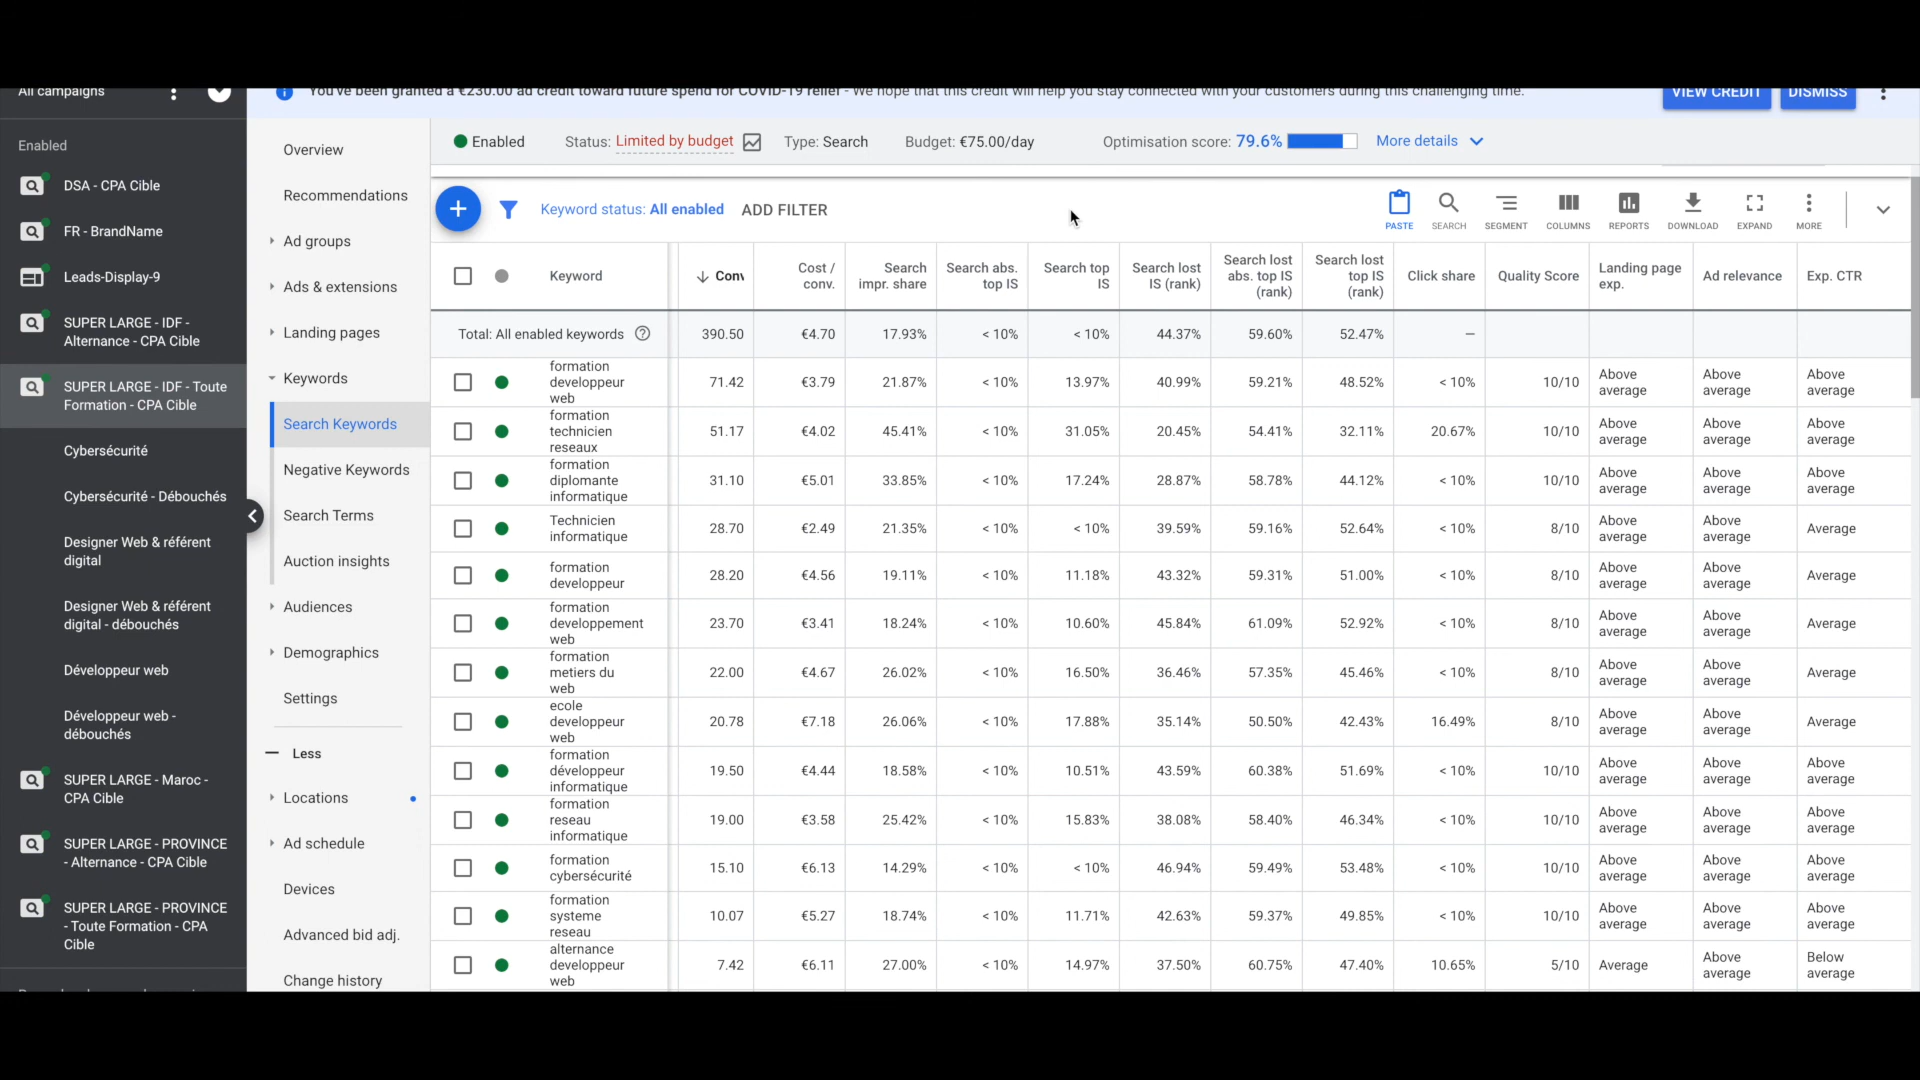 All campaigns
You've been granted a €230.00 ad credit toward future spend for COVID-19 relief - We hope that this credit will help you stay connected with your customers during this challenging time.
VIEW CREDIT
DISMISS
Enabled
DSA - CPA Cible
FR - BrandName
Leads-Display-9
SUPER LARGE - IDF -
Alternance - CPA Cible
SUPER LARGE - IDF - Toute
Formation - CPA Cible
Cybersécurité
Cybersécurité - Débouchés
Designer Web & référent
digital
Designer Web & référent
digital - débouchés
Développeur web
Développeur web -
débouchés
SUPER LARGE - Maroc -
CPA Cible
SUPER LARGE - PROVINCE
- Alternance - CPA Cible
SUPER LARGE - PROVINCE
- Toute Formation - CPA
Cible
Overview
Recommendations
Ad groups
Ads & extensions
Landing pages
Keywords
Search Keywords
Negative Keywords
Search Terms
Auction insights
Audiences
Demographics
Settings
Less
Locations
Ad schedule
Devices
Advanced bid adj.
Change history
Enabled Status: Limited by budget Type: Search Budget: €75.00/day Optimisation score: 79.6% More details
Keyword status: All enabled ADD FILTER
PASTE SEARCH SEGMENT COLUMNS REPORTS DOWNLOAD EXPAND MORE
Keyword
Conv
Cost /
conv.
Search
impr. share
Search abs.
top IS
Search top
IS
Search lost
IS (rank)
Search lost
abs. top IS
(rank)
Search lost
top IS
(rank)
Click share
Quality Score
Landing page
exp.
Ad relevance
Exp. CTR
Total: All enabled keywords 390.50 €4.70 17.93% < 10% < 10% 44.37% 59.60% 52.47% —
formation
developpeur
web
71.42 €3.79 21.87% < 10% 13.97% 40.99% 59.21% 48.52% < 10% 10/10
Above
average
Above
average
Above
average
formation
technicien
reseaux
51.17 €4.02 45.41% < 10% 31.05% 20.45% 54.41% 32.11% 20.67% 10/10
Above
average
Above
average
Above
average
formation
diplomante
informatique
31.10 €5.01 33.85% < 10% 17.24% 28.87% 58.78% 44.12% < 10% 10/10
Above
average
Above
average
Above
average
Technicien
informatique
28.70 €2.49 21.35% < 10% < 10% 39.59% 59.16% 52.64% < 10% 8/10
Above
average
Above
average
Average
formation
developpeur
28.20 €4.56 19.11% < 10% 11.18% 43.32% 59.31% 51.00% < 10% 8/10
Above
average
Above
average
Average
formation
developpement
web
23.70 €3.41 18.24% < 10% 10.60% 45.84% 61.09% 52.92% < 10% 8/10
Above
average
Above
average
Average
formation
metiers du
web
22.00 €4.67 26.02% < 10% 16.50% 36.46% 57.35% 45.46% < 10% 8/10
Above
average
Above
average
Average
ecole
developpeur
web
20.78 €7.18 26.06% < 10% 17.88% 35.14% 50.50% 42.43% 16.49% 8/10
Above
average
Above
average
Average
formation
développeur
informatique
19.50 €4.44 18.58% < 10% 10.51% 43.59% 60.38% 51.69% < 10% 10/10
Above
average
Above
average
Above
average
formation
reseau
informatique
19.00 €3.58 25.42% < 10% 15.83% 38.08% 58.40% 46.34% < 10% 10/10
Above
average
Above
average
Above
average
formation
cybersécurité
15.10 €6.13 14.29% < 10% < 10% 46.94% 59.49% 53.48% < 10% 10/10
Above
average
Above
average
Above
average
formation
systeme
reseau
10.07 €5.27 18.74% < 10% 11.71% 42.63% 59.37% 49.85% < 10% 10/10
Above
average
Above
average
Above
average
alternance
developpeur
web
7.42 €6.11 27.00% < 10% 14.97% 37.50% 60.75% 47.40% 10.65% 5/10
Average
Above
average
Below
average